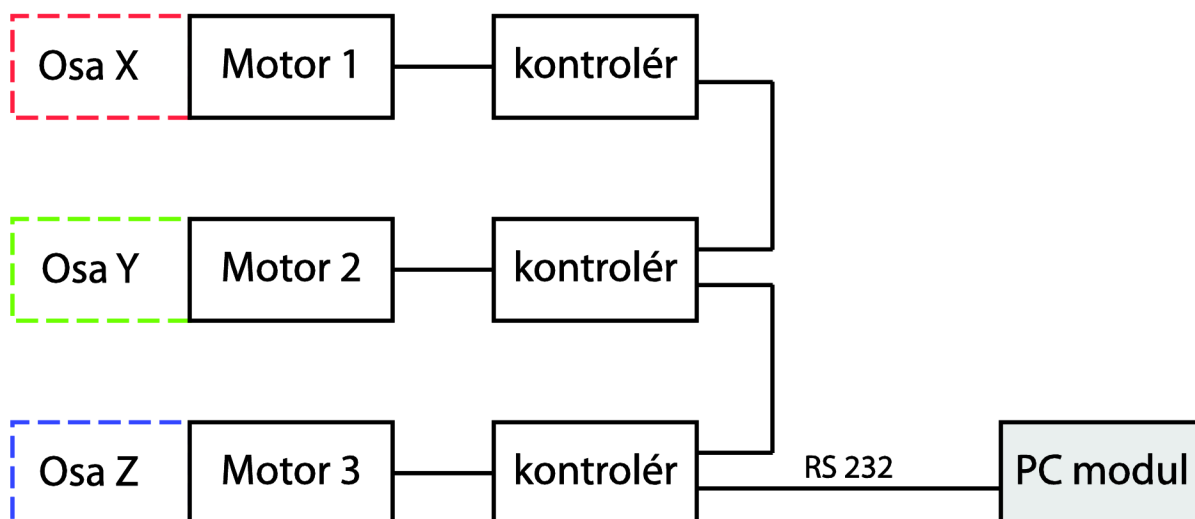 Osa X
Motor 1
kontrolér
Osa Y
Motor 2
kontrolér
Osa Z
Motor 3
kontrolér
RS 232
PC modul